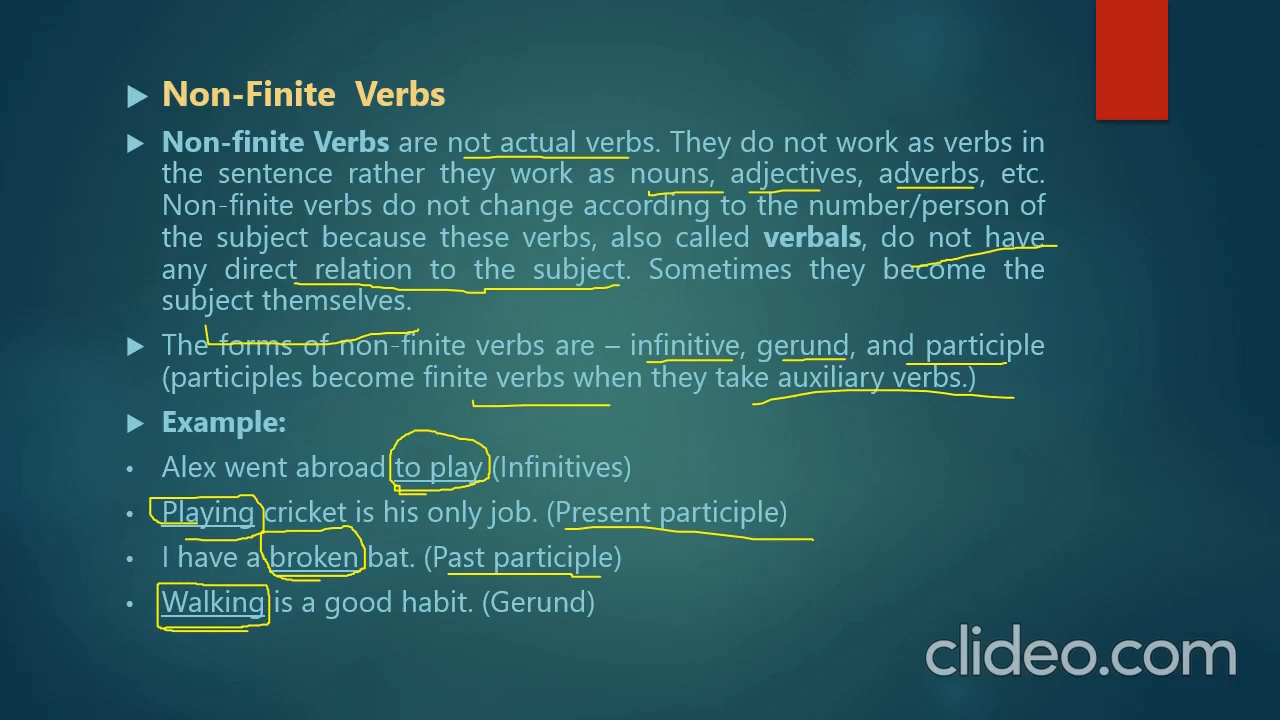 Non-Finite Verbs
Non-finite Verbs are not actual verbs. They do not work as verbs in
the sentence rather they work as nouns, adjectives, adverbs, etc.
Non-finite verbs do not change according to the number/person of
the subject because these verbs, also called verbals, do not have
any direct relation to the subject. Sometimes they become the
subject themselves.
The forms of non-finite verbs are – infinitive, gerund, and participle
(participles become finite verbs when they take auxiliary verbs.)
Example:
Alex went abroad to play (Infinitives)
Playing cricket is his only job. (Present participle)
I have a broken bat. (Past participle)
Walking is a good habit. (Gerund)
clideo.com